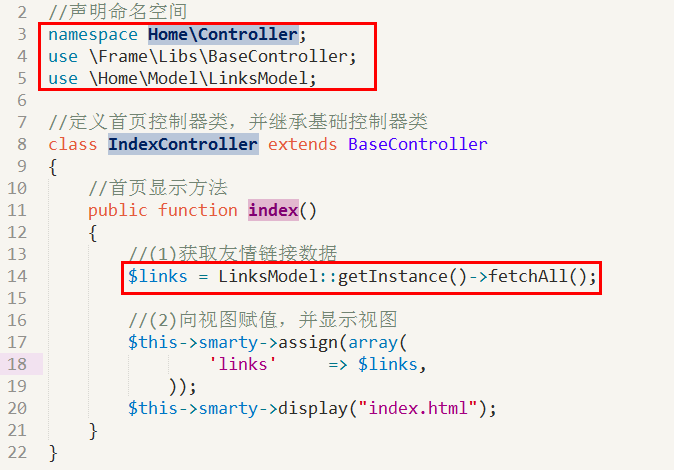 2 //声明命名空间
3 namespace Home\Controller;
4 use \Frame\Libs\BaseController;
5 use \Home\Model\LinksModel;
6
7 //定义首页控制器类，并继承基础控制器类
8 class IndexController extends BaseController
9 {
10     //首页显示方法
11     public function index()
12     {
13         //(1)获取友情链接数据
14         $links = LinksModel::getInstance()->fetchAll();
15
16         //(2)向视图赋值，并显示视图
17         $this->smarty->assign(array(
18                 'links'     => $links,
19             ));
20         $this->smarty->display("index.html");
21     }
22 }